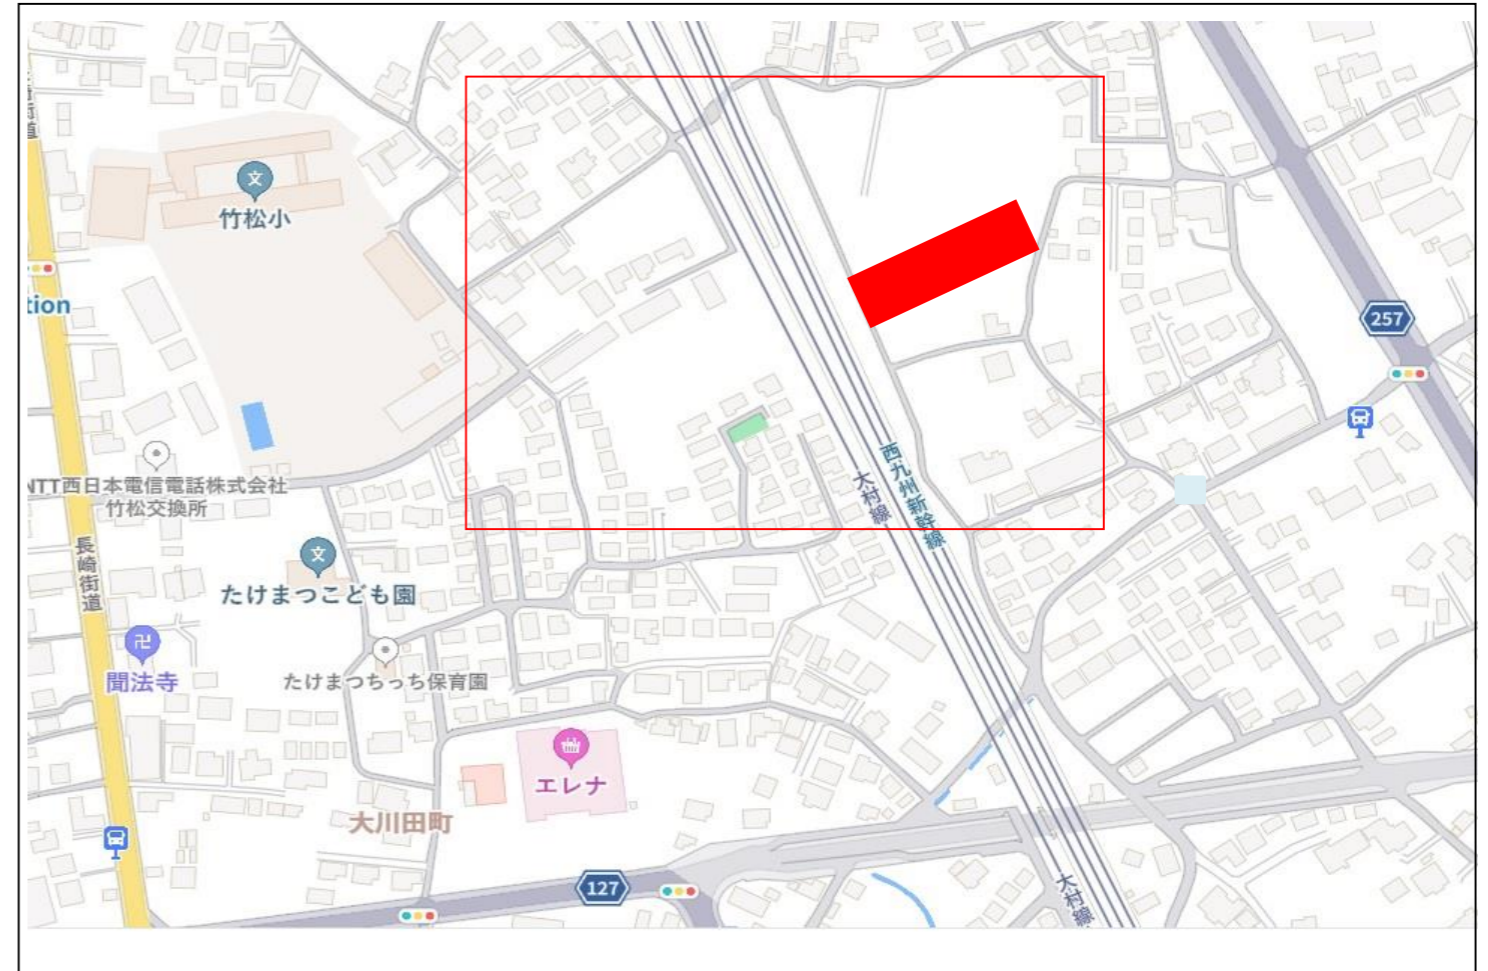 街道
竹松小
tion
257
NTT西日本電信電話株式会社
竹松交換所
西九州新幹線
大村線
長崎街道
たけまつこども園
聞法寺
たけまつちっち保育園
エレナ
大川田町
127
大村線